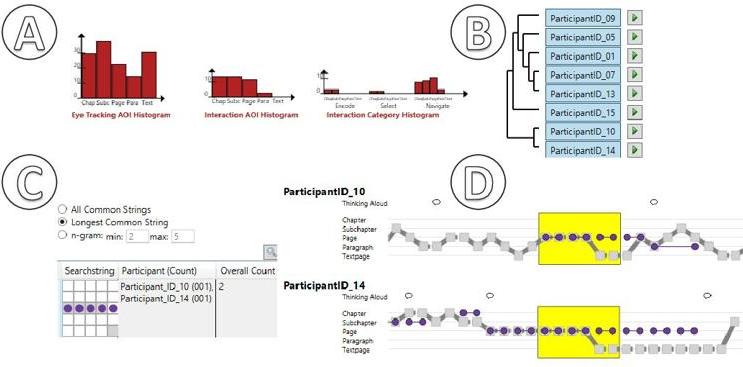 A
30
20
10
0
Chap Subc Page Para Text
Eye Tracking AOI Histogram
10
0
Chap Subc Page Para Text
Interaction AOI Histogram
Encode
Select
Navigate
Interaction Category Histogram
B
ParticipantID_09
ParticipantID_05
ParticipantID_01
ParticipantID_07
ParticipantID_13
ParticipantID_15
ParticipantID_10
ParticipantID_14
C
All Common Strings
Longest Common String
n-gram: min: 2 max: 5
Searchstring Participant (Count) Overall Count
Participant_ID_10 (001), 2
Participant_ID_14 (001)
D
ParticipantID_10
Thinking Aloud
Chapter
Subchapter
Page
Paragraph
Textpage
ParticipantID_14
Thinking Aloud
Chapter
Subchapter
Page
Paragraph
Textpage